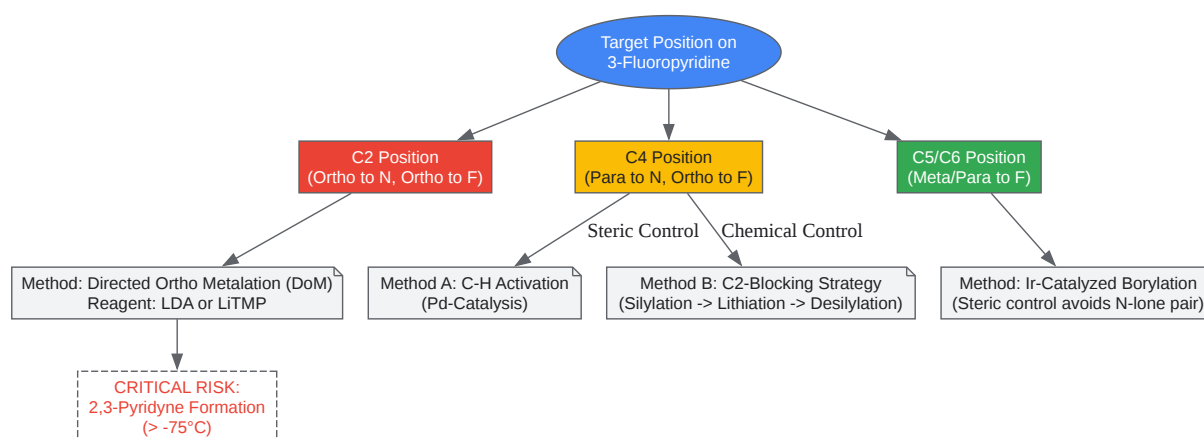 Target Position on
3-Fluoropyridine
C2 Position
(Ortho to N, Ortho to F)
C4 Position
(Para to N, Ortho to F)
C5/C6 Position
(Meta/Para to F)
Steric Control
Chemical Control
Method: Directed Ortho Metalation (DoM)
Reagent: LDA or LiTMP
Method A: C-H Activation
(Pd-Catalysis)
Method B: C2-Blocking Strategy
(Silylation -> Lithiation -> Desilylation)
Method: Ir-Catalyzed Borylation
(Steric control avoids N-lone pair)
CRITICAL RISK:
2,3-Pyridyne Formation
(> -75°C)